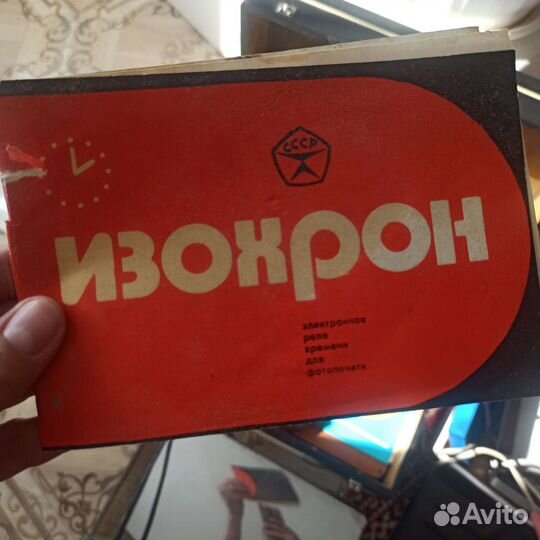 СССР
изохрон
электронное
реле
времени
для
фотопечати
Avito